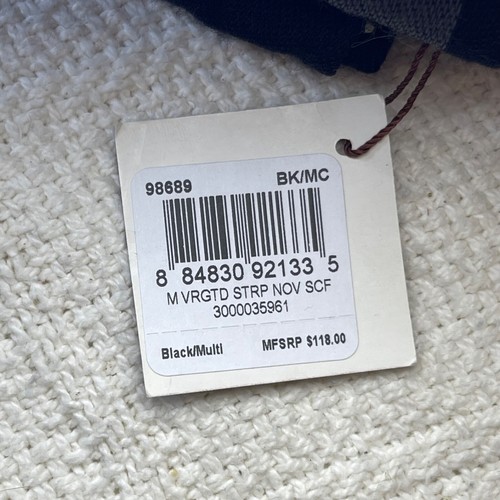 98689 BK/MC
8 84830 92133 5
M VRGTD STRP NOV SCF
3000035961
Black/Multi MFSRP $118.00